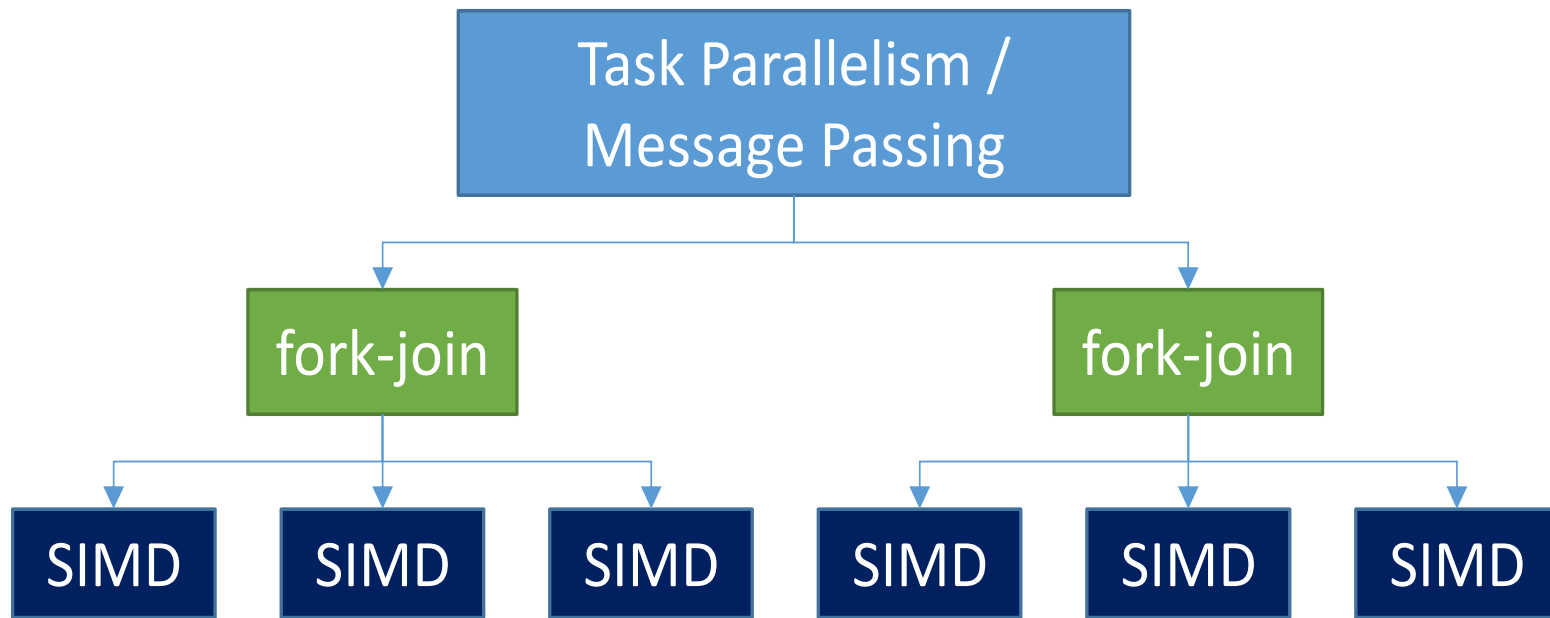 Task Parallelism /
Message Passing
fork-join
fork-join
SIMD
SIMD
SIMD
SIMD
SIMD
SIMD